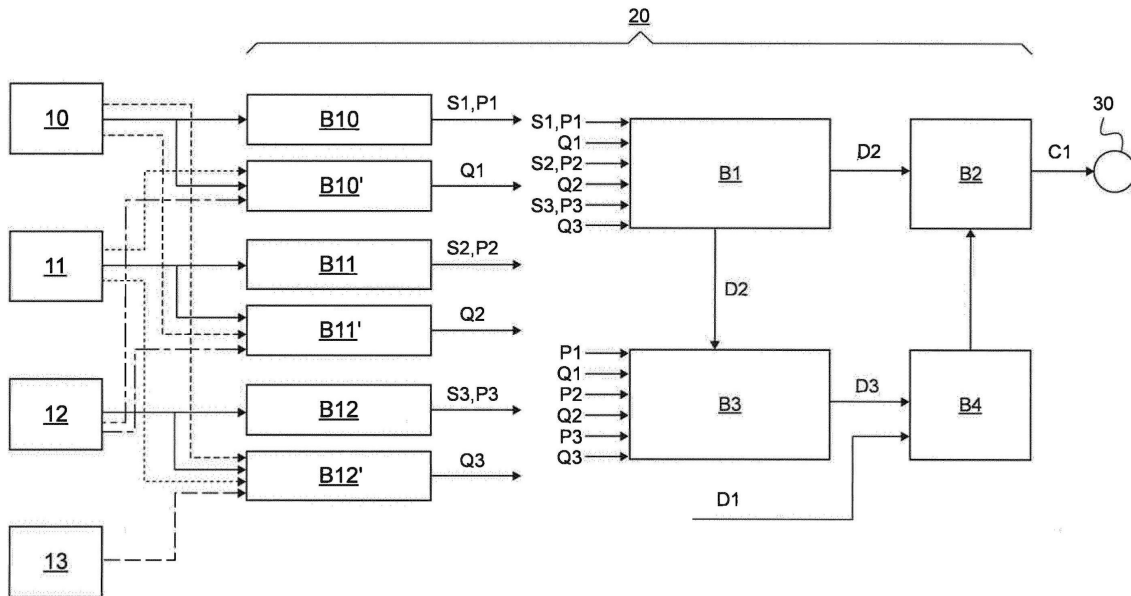 20
10
11
12
13
B10
S1,P1
B10'
Q1
B11
S2,P2
B11'
Q2
B12
S3,P3
B12'
Q3
S1,P1
Q1
S2,P2
Q2
S3,P3
Q3
B1
D2
B2
C1
30
D2
P1
Q1
P2
Q2
P3
Q3
B3
D3
B4
D1